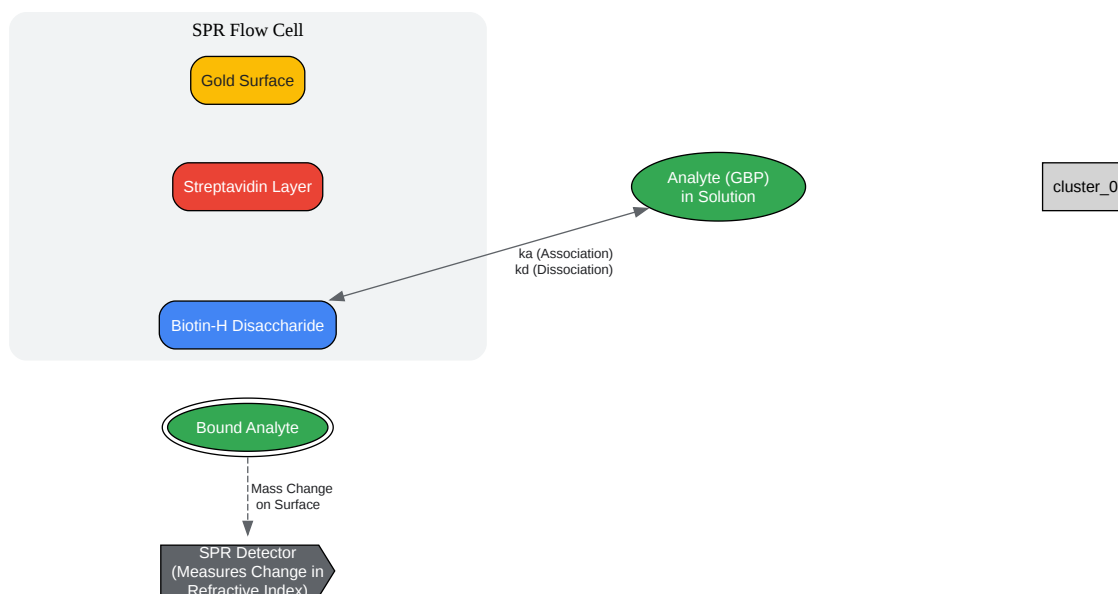 SPR Flow Cell
Gold Surface
Streptavidin Layer
Analyte (GBP)
in Solution
cluster_0
ka (Association)
kd (Dissociation)
Biotin-H Disaccharide
Bound Analyte
Mass Change
on Surface
SPR Detector
(Measures Change in
Refractive Index)